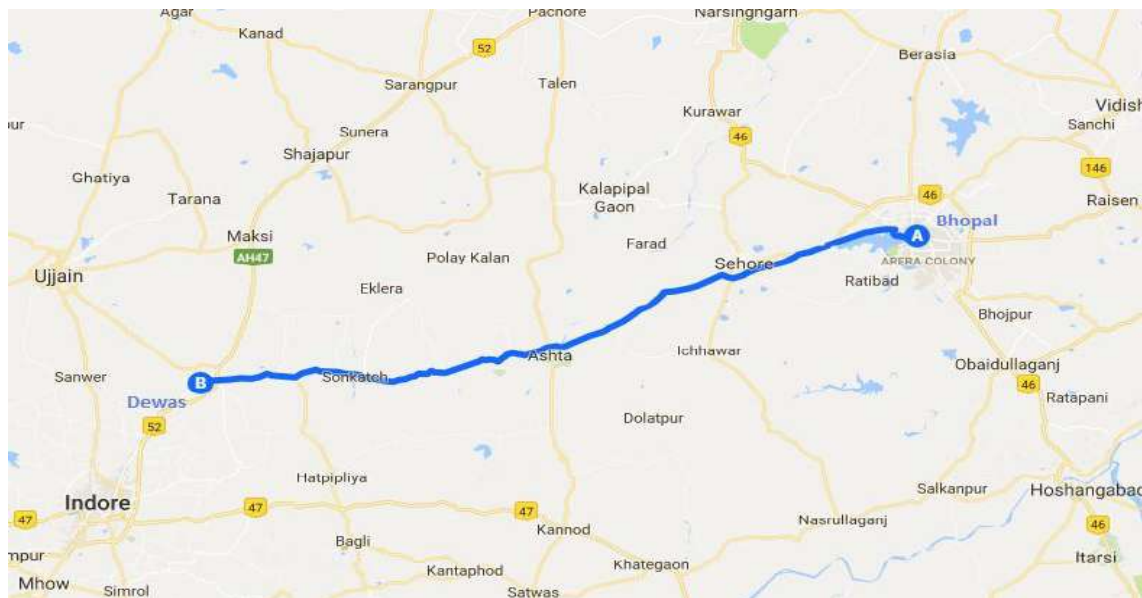 Agar
Pachore
Narsinghgarh
Kanad
52
Berasia
Sarangpur
Talen
Vidish
Kurawar
Sanchi
ur
Sunera
46
Shajapur
146
Ghatiya
Kalapipal
Gaon
Tarana
46
Raisen
Bhopal
Maksi
Farad
A
AH47
Polay Kalan
Sehore
ARERA COLONY
Ujjain
Ratibad
Eklera
Bhojpur
Ichhawar
Ashta
Obaidullaganj
Sanwer
B
Sonkatch
46
Dewas
Ratapani
52
Dolatpur
Hatpipliya
Salkanpur
Indore
Hoshangabad
47
47
47
Nasrullaganj
Kannod
46
Bagli
mpur
Khategaon
Itarsi
Kantaphod
Mhow
Simrol
Satwas